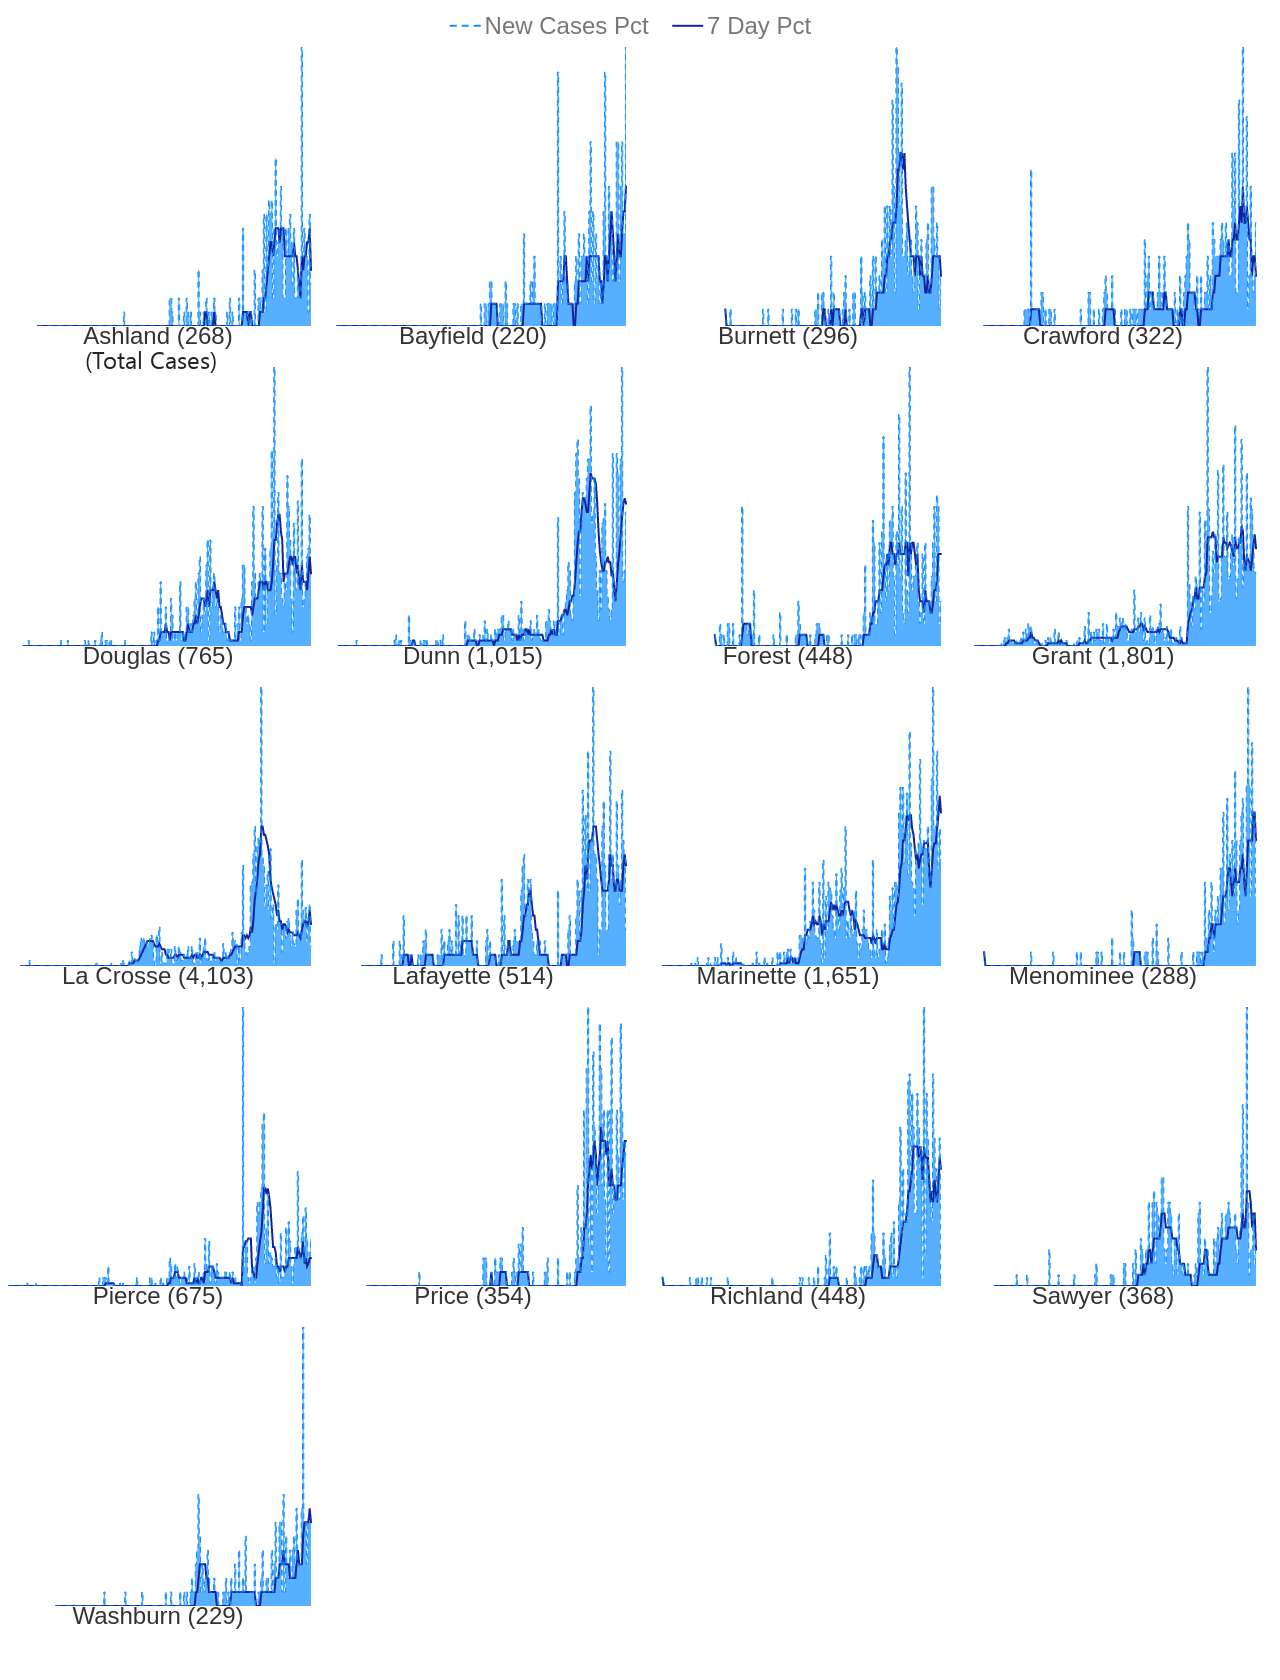 New Cases Pct 7 Day Pct
Ashland (268) Bayfield (220) Burnett (296) Crawford (322)
(Total Cases)
Douglas (765) Dunn (1,015) Forest (448) Grant (1,801)
La Crosse (4,103) Lafayette (514) Marinette (1,651) Menominee (288)
Pierce (675) Price (354) Richland (448) Sawyer (368)
Washburn (229)